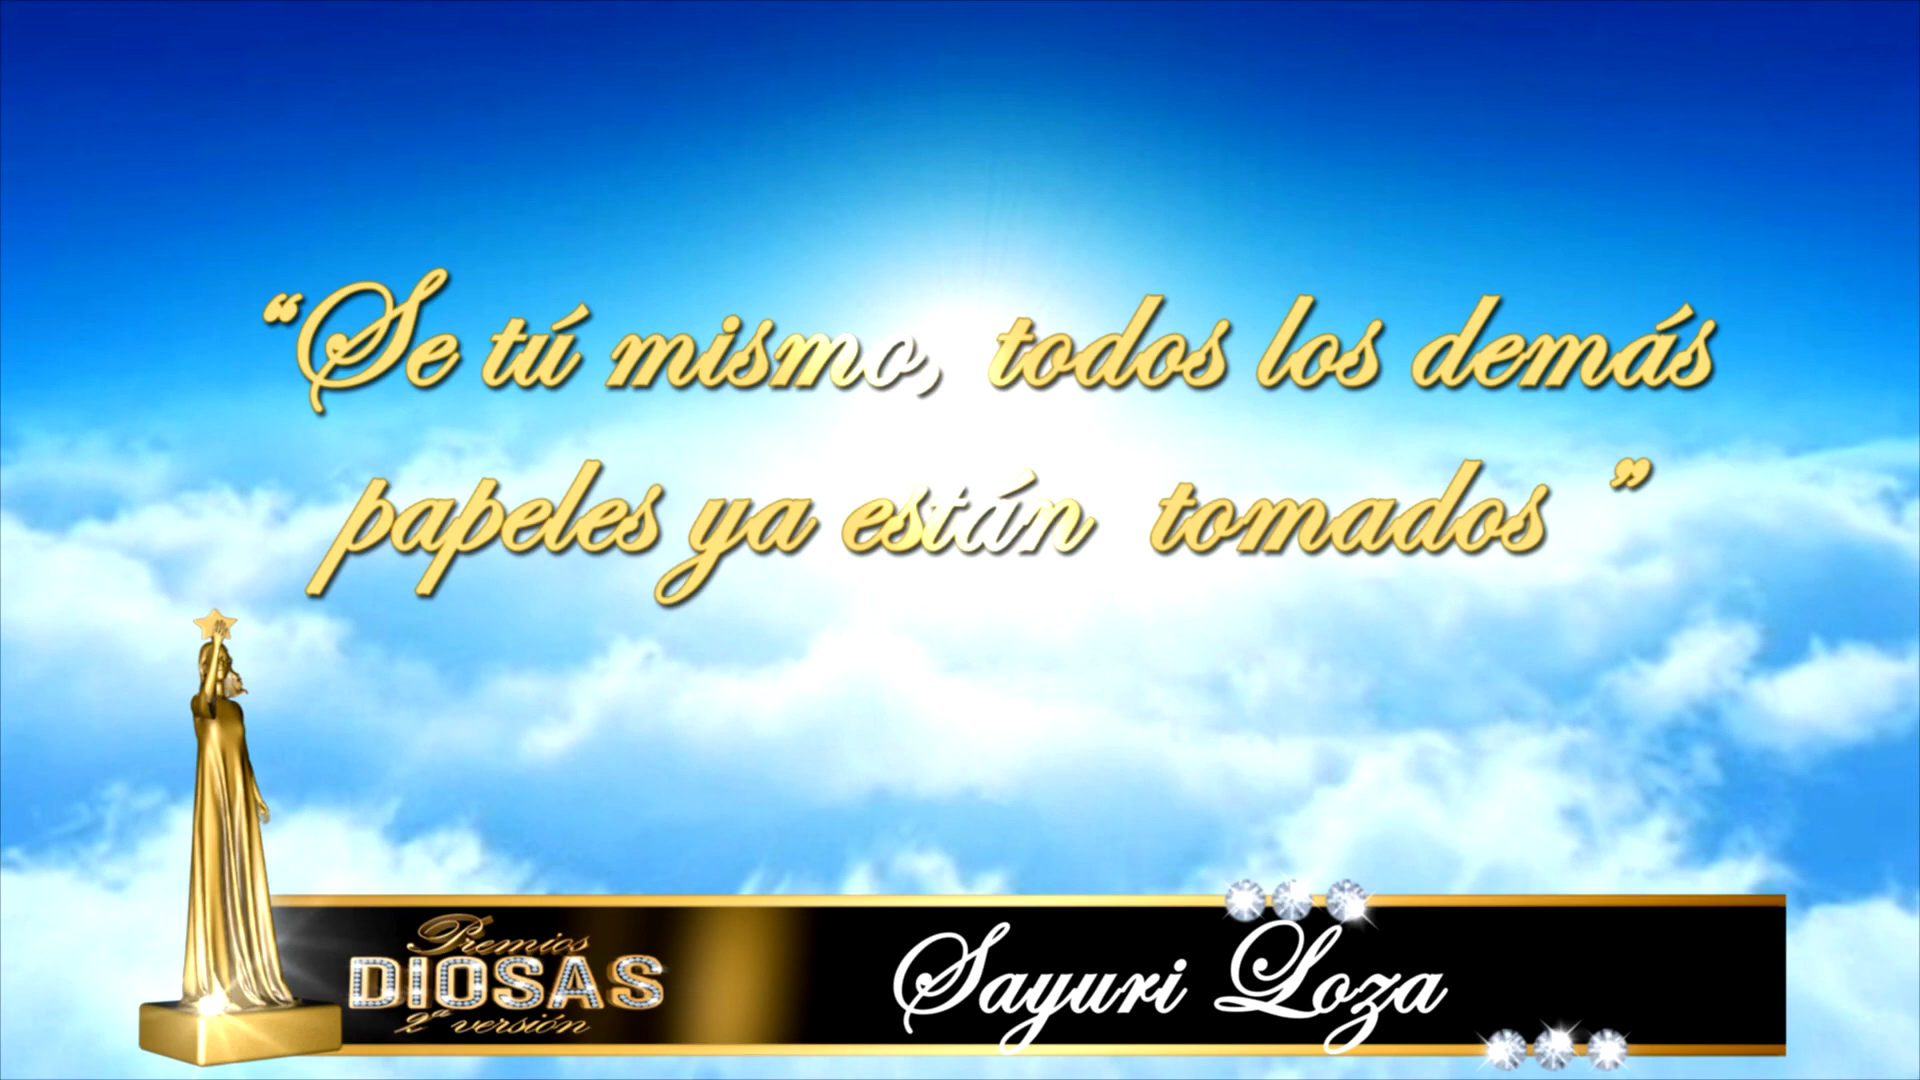 “Se tú mismo, todos los demás
papeles ya están tomados ”
Premios
DIOSAS
2ª versión
Sayuri Loza